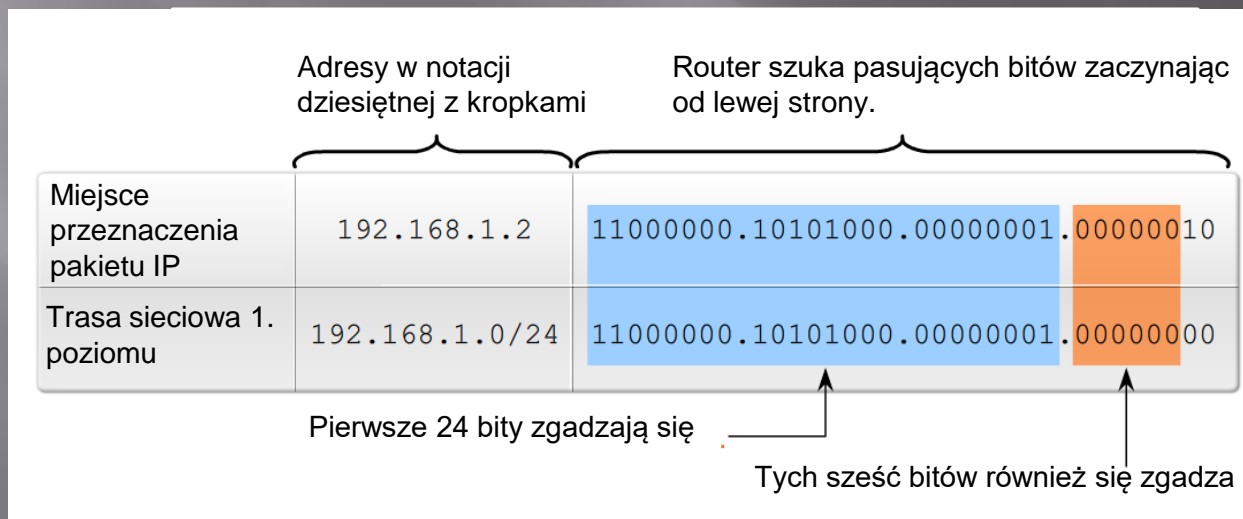 Adresy w notacji
dziesiętnej z kropkami
Router szuka pasujących bitów zaczynając
od lewej strony.
Miejsce
przeznaczenia
pakietu IP
192.168.1.2
11000000.10101000.00000001.00000010
Trasa sieciowa 1.
poziomu
192.168.1.0/24
11000000.10101000.00000001.00000000
Pierwsze 24 bity zgadzają się
.
Tych sześć bitów również się zgadza